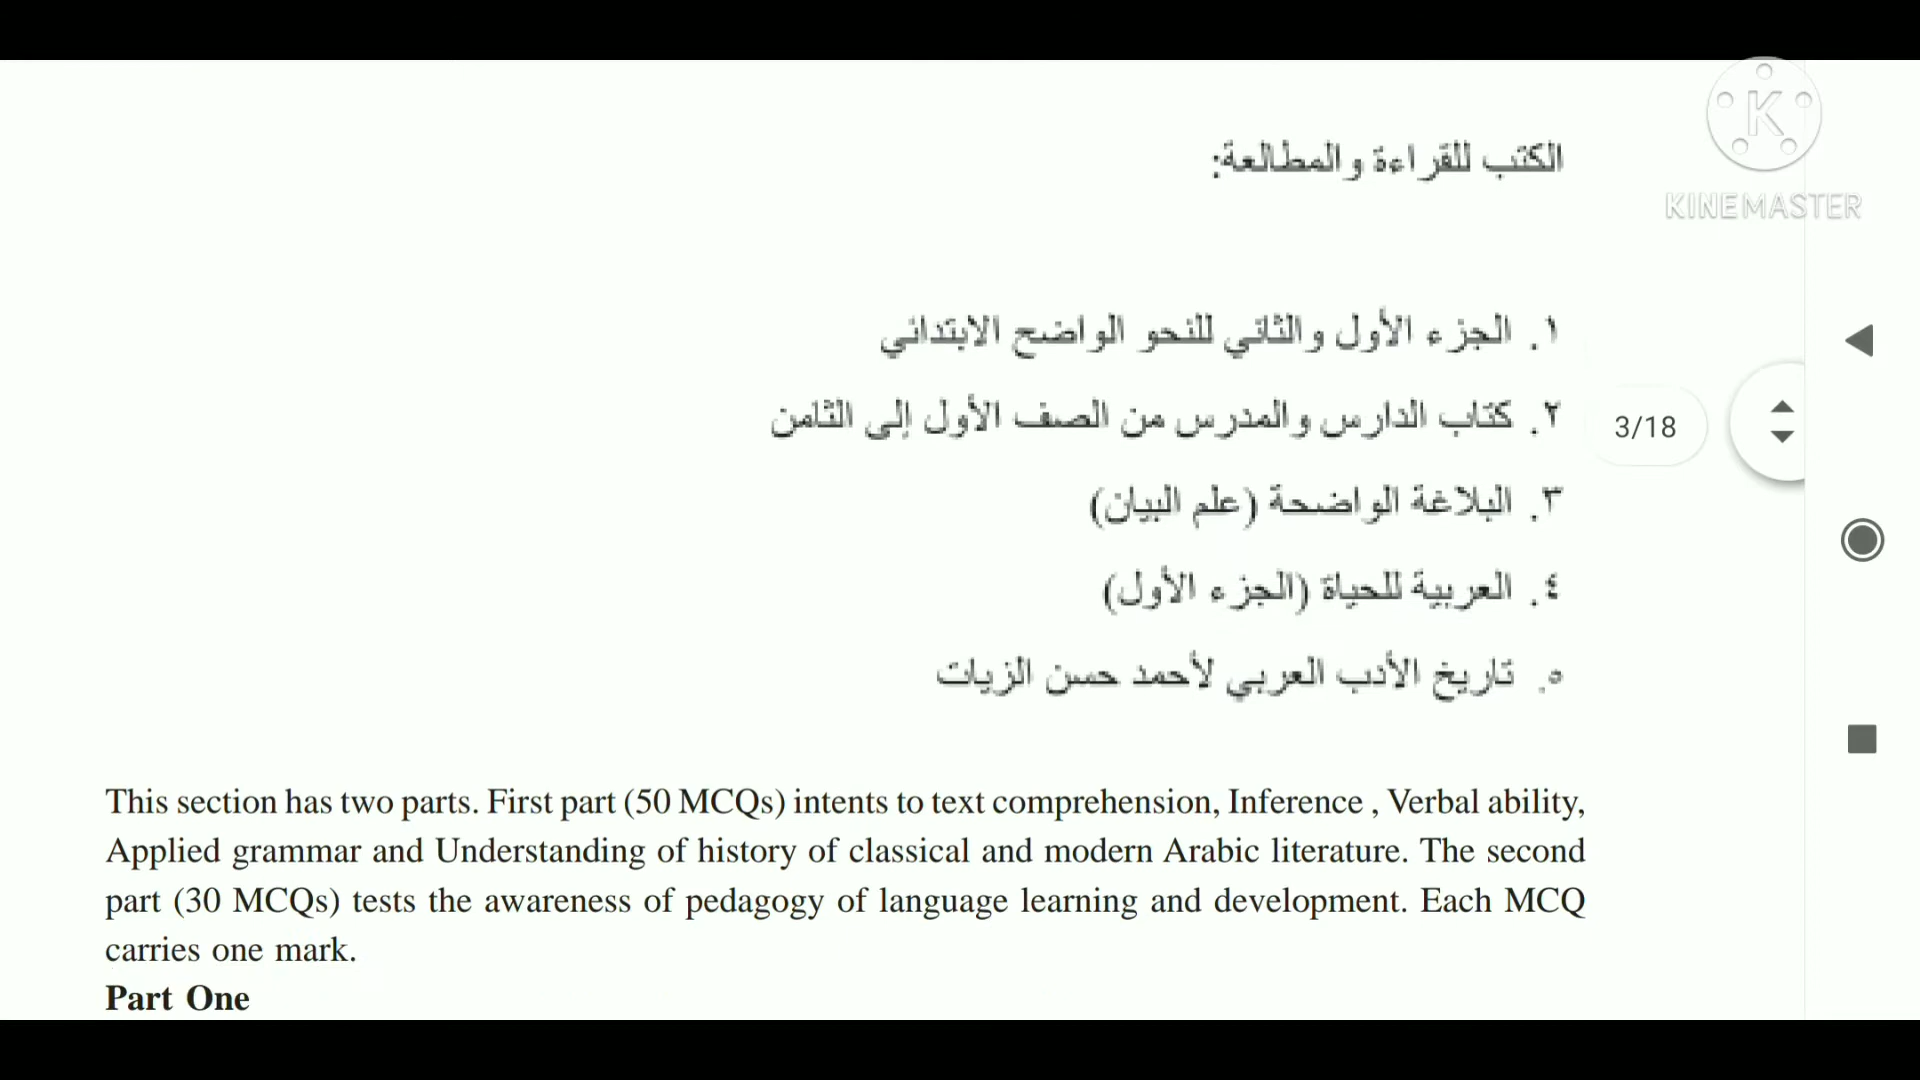 K
KINEMASTER
الكتب للقراءة والمطالعة:
١. الجزء الأول والثاني للنحو الواضح الابتدائي
٢. كتاب الدارس والمدرس من الصف الأول إلى الثامن
3/18
٣. البلاغة الواضحة (علم البيان)
٤. العربية للحياة (الجزء الأول)
٥. تاريخ الأدب العربي لأحمد حسن الزيات
This section has two parts. First part (50 MCQs) intents to text comprehension, Inference , Verbal ability,
Applied grammar and Understanding of history of classical and modern Arabic literature. The second
part (30 MCQs) tests the awareness of pedagogy of language learning and development. Each MCQ
carries one mark.
Part One